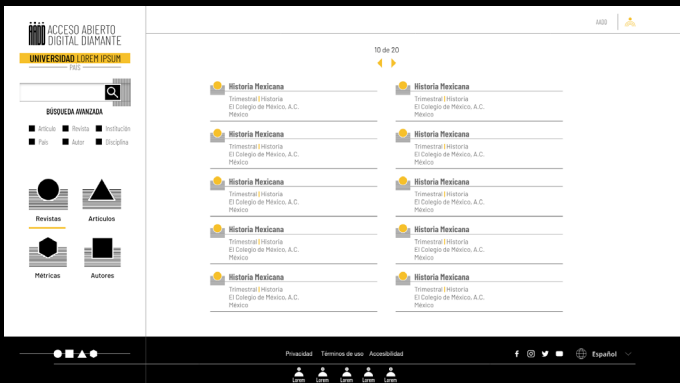 AADD ACCESO ABIERTO
DIGITAL DIAMANTE
UNIVERSIDAD LOREM IPSUM
PAÍS
BÚSQUEDA AVANZADA
Artículo Revista Institución
País Autor Disciplina
Revistas Artículos
Métricas Autores
AADD
10 de 20
Historia Mexicana
Trimestral | Historia
El Colegio de México, A.C.
México
Historia Mexicana
Trimestral | Historia
El Colegio de México, A.C.
México
Historia Mexicana
Trimestral | Historia
El Colegio de México, A.C.
México
Historia Mexicana
Trimestral | Historia
El Colegio de México, A.C.
México
Historia Mexicana
Trimestral | Historia
El Colegio de México, A.C.
México
Historia Mexicana
Trimestral | Historia
El Colegio de México, A.C.
México
Historia Mexicana
Trimestral | Historia
El Colegio de México, A.C.
México
Historia Mexicana
Trimestral | Historia
El Colegio de México, A.C.
México
Historia Mexicana
Trimestral | Historia
El Colegio de México, A.C.
México
Historia Mexicana
Trimestral | Historia
El Colegio de México, A.C.
México
Privacidad Términos de uso Accesibilidad
Español
Lorem Lorem Lorem Lorem Lorem